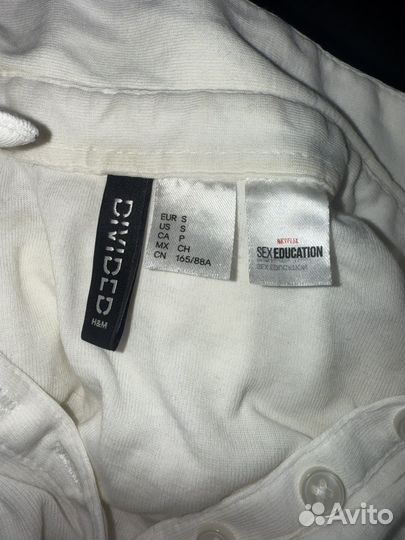 DIVIDED
H&M
EUR S
US S
CA P
MX CH
CN 165/88A
NETFLIX
SEX EDUCATION
Avito